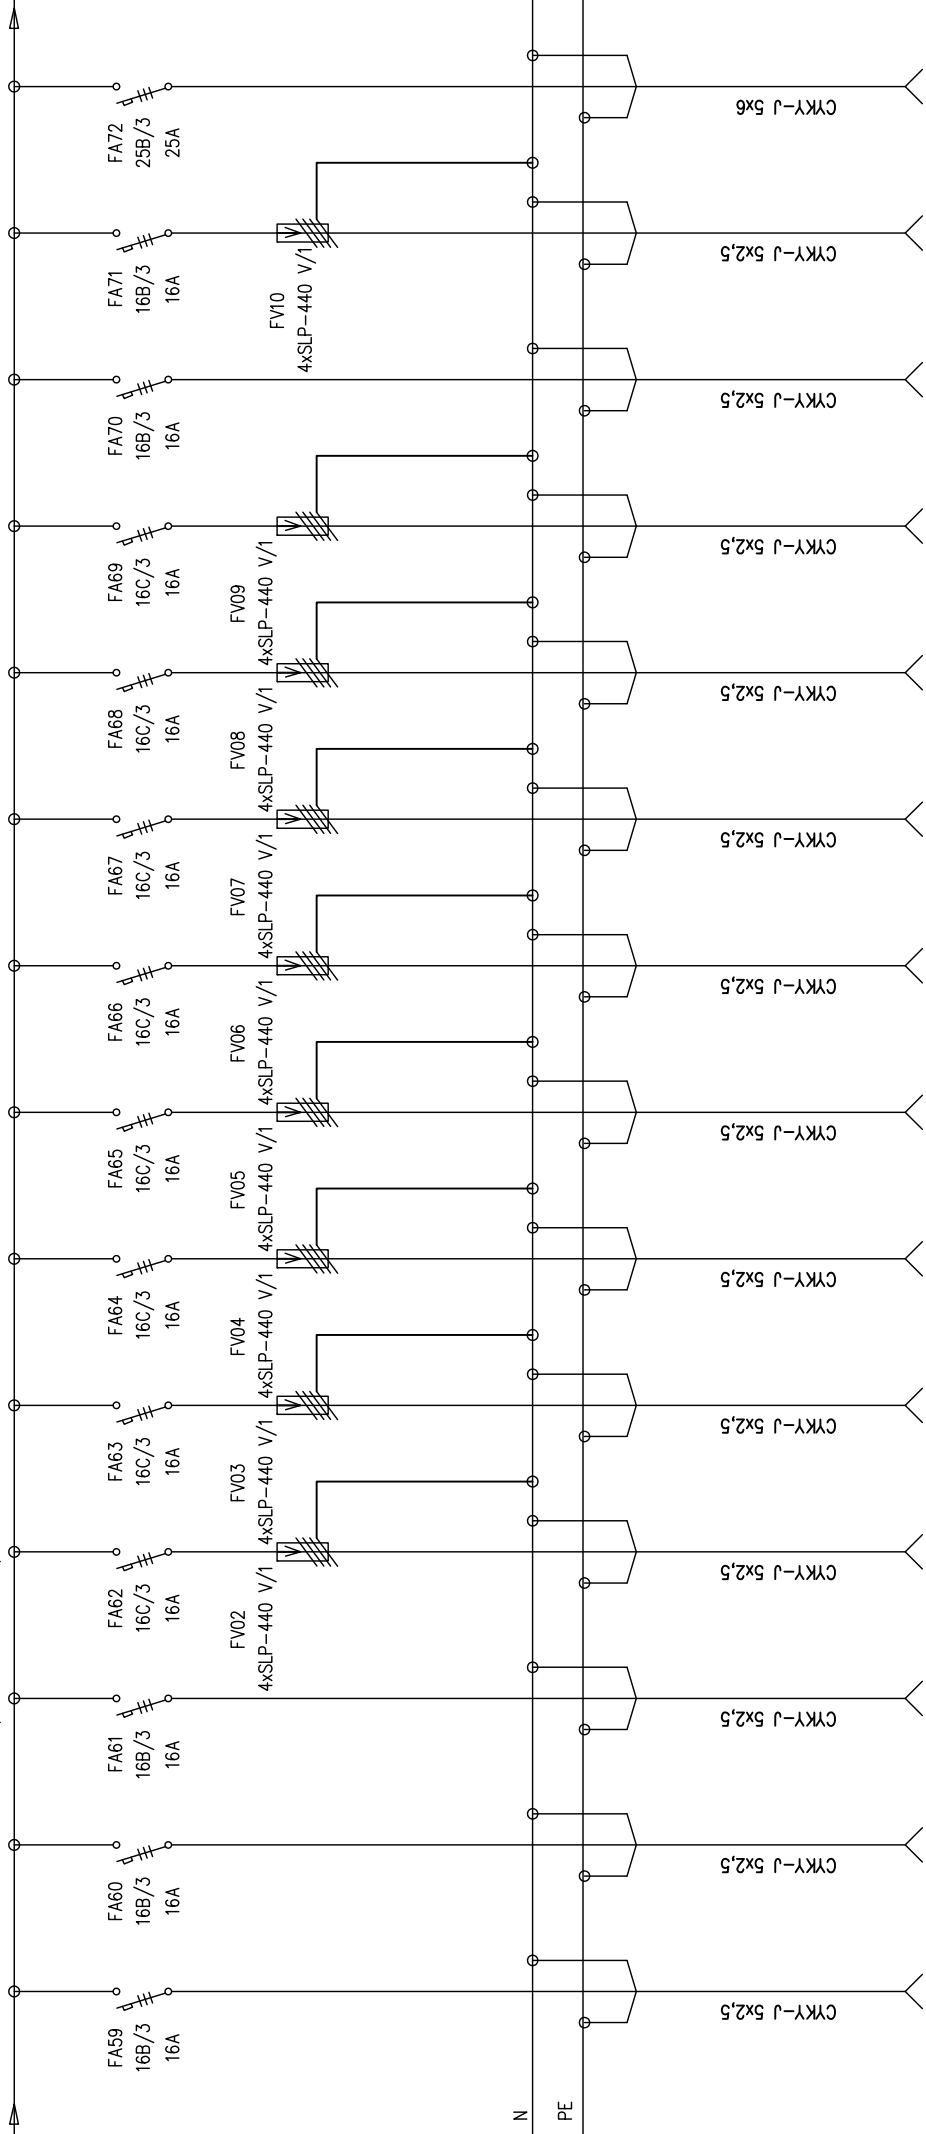 FA59
16B/3
16A
FA60
16B/3
16A
FA61
16B/3
16A
FA62
16C/3
16A
FA63
16C/3
16A
FA64
16C/3
16A
FA65
16C/3
16A
FA66
16C/3
16A
FA67
16C/3
16A
FA68
16C/3
16A
FA69
16C/3
16A
FA70
16B/3
16A
FA71
16B/3
16A
FA72
25B/3
25A
FV02
4xSLP-440 V/1
FV03
4xSLP-440 V/1
FV04
4xSLP-440 V/1
FV05
4xSLP-440 V/1
FV06
4xSLP-440 V/1
FV07
4xSLP-440 V/1
FV08
4xSLP-440 V/1
FV09
4xSLP-440 V/1
FV10
4xSLP-440 V/1
N
PE
CYKY-J 5x2,5
CYKY-J 5x2,5
CYKY-J 5x2,5
CYKY-J 5x2,5
CYKY-J 5x2,5
CYKY-J 5x2,5
CYKY-J 5x2,5
CYKY-J 5x2,5
CYKY-J 5x2,5
CYKY-J 5x2,5
CYKY-J 5x2,5
CYKY-J 5x2,5
CYKY-J 5x2,5
CYKY-J 5x6